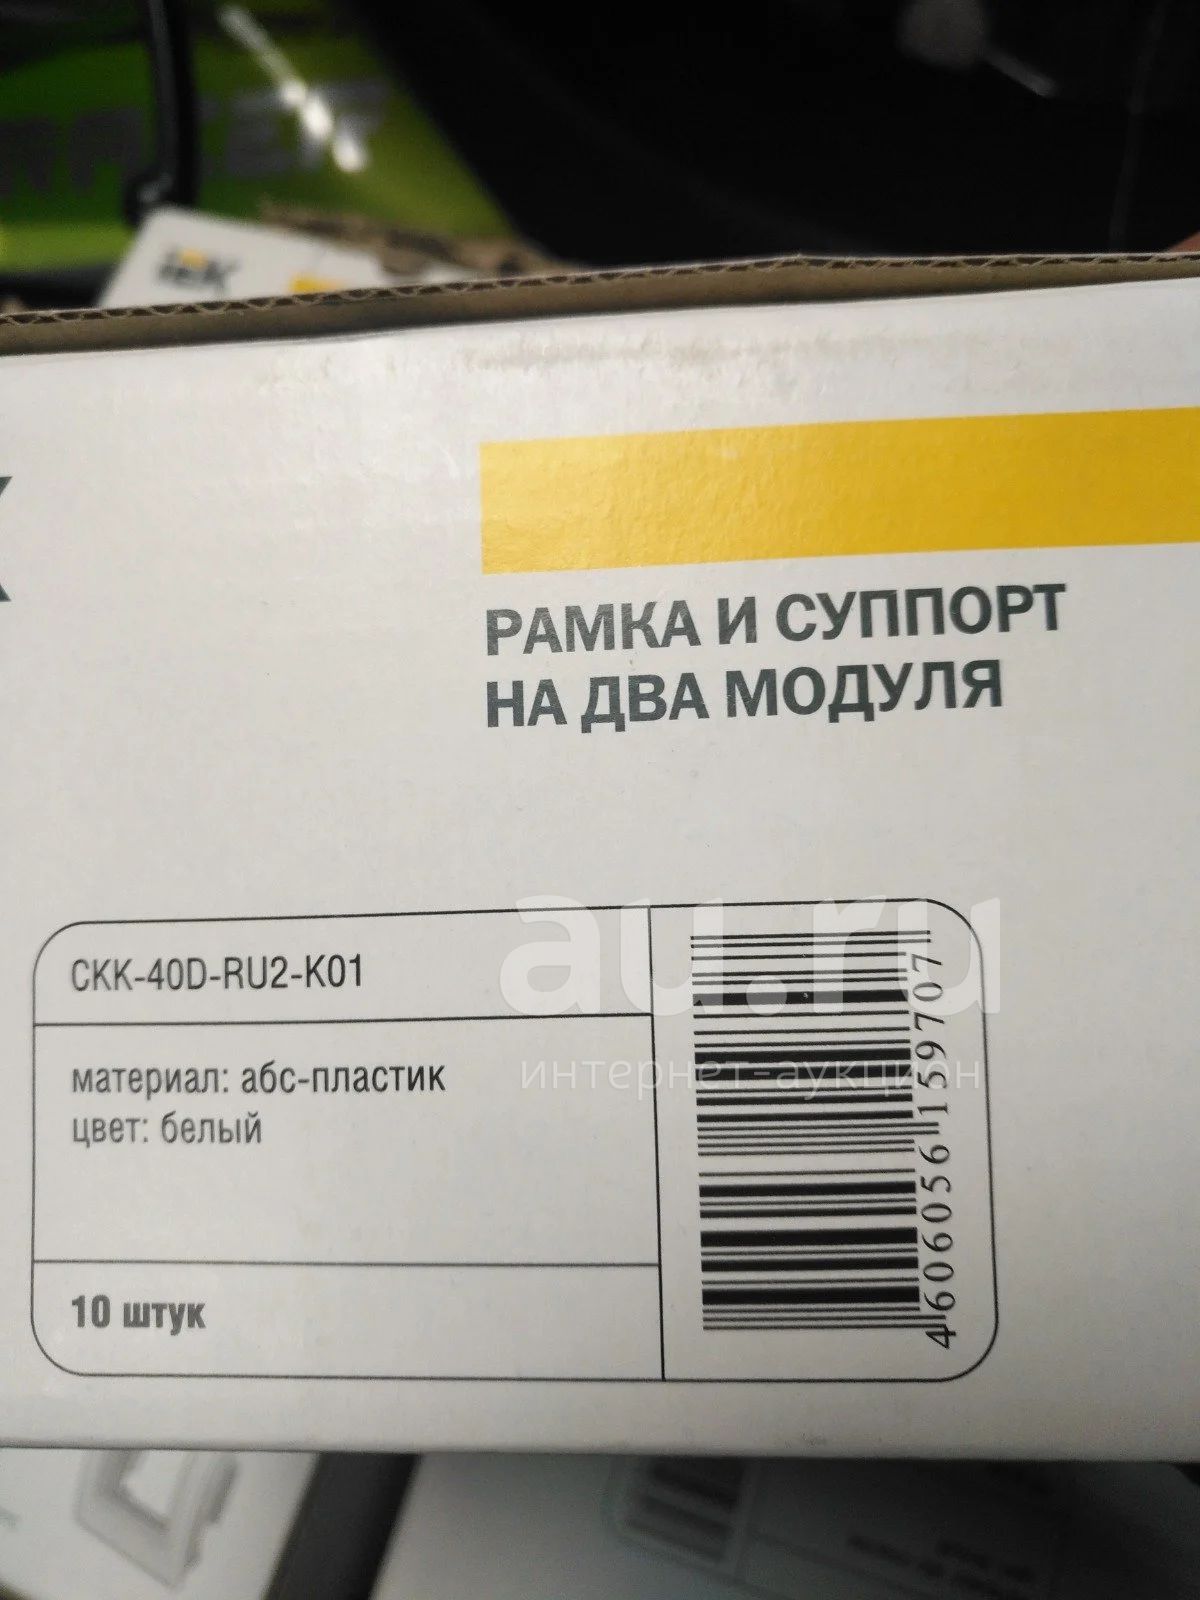 IEK
РАМКА И СУППОРТ
НА ДВА МОДУЛЯ
CKK-40D-RU2-K01
материал: абс-пластик
цвет: белый
10 штук
4606056159707
au.ru
интернет-аукцион